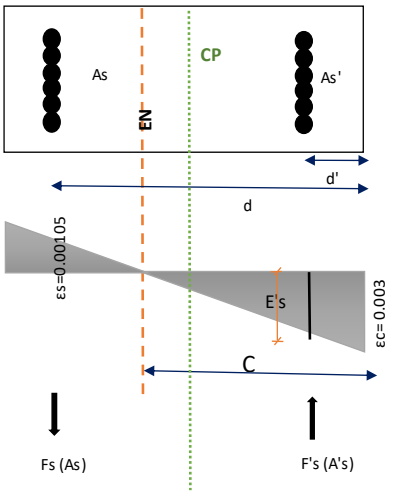 CP
As
As'
EN
d'
d
εs=0.00105
E's
εc= 0.003
C
Fs (As)
F's (A's)